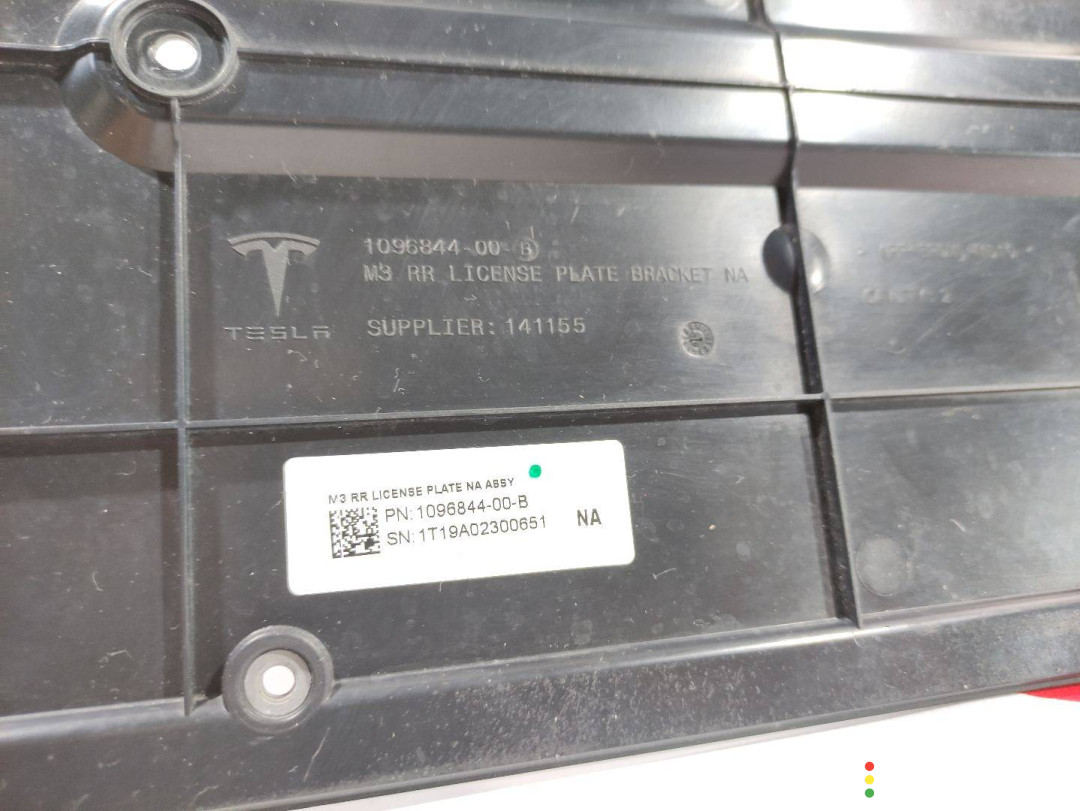 1096844-00-B
M3 RR LICENSE PLATE BRACKET NA
TESLA
SUPPLIER: 141155
M3 RR LICENSE PLATE NA ASSY
PN: 1096844-00-B
SN: 1T19A02300651
NA